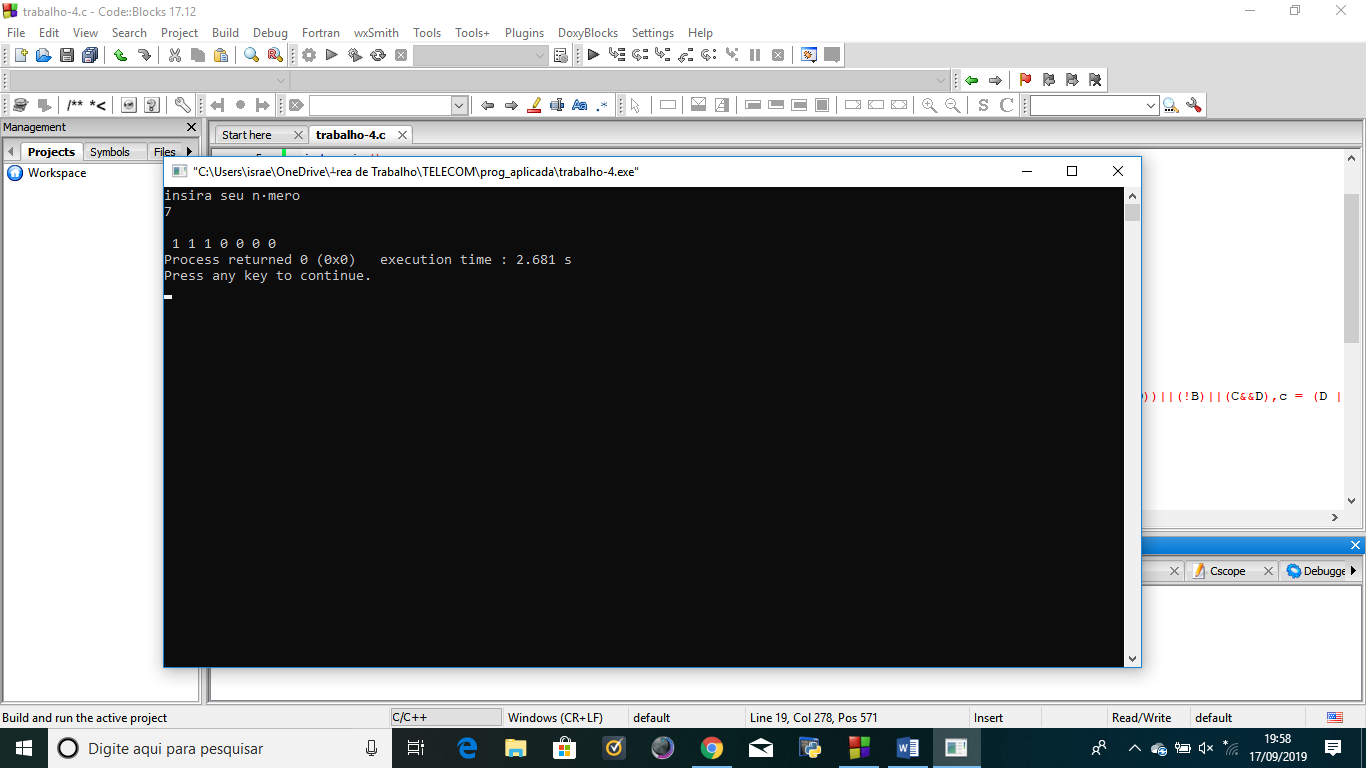 trabalho-4.c - Code::Blocks 17.12
File Edit View Search Project Build Debug Fortran wxSmith Tools Tools+ Plugins DoxyBlocks Settings Help
/** *<
Aa .*
S C
Management
Start here trabalho-4.c
Projects Symbols Files
Workspace
"C:\Users\israe\OneDrive\┴rea de Trabalho\TELECOM\prog_aplicada\trabalho-4.exe"
insira seu n·mero
7
1 1 1 0 0 0 0
Process returned 0 (0x0) execution time : 2.681 s
Press any key to continue.
))||(!B)||(C&&D),c = (D |
Cscope Debugge
Build and run the active project C/C++ Windows (CR+LF) default Line 19, Col 278, Pos 571 Insert Read/Write default
Digite aqui para pesquisar
19:58
17/09/2019